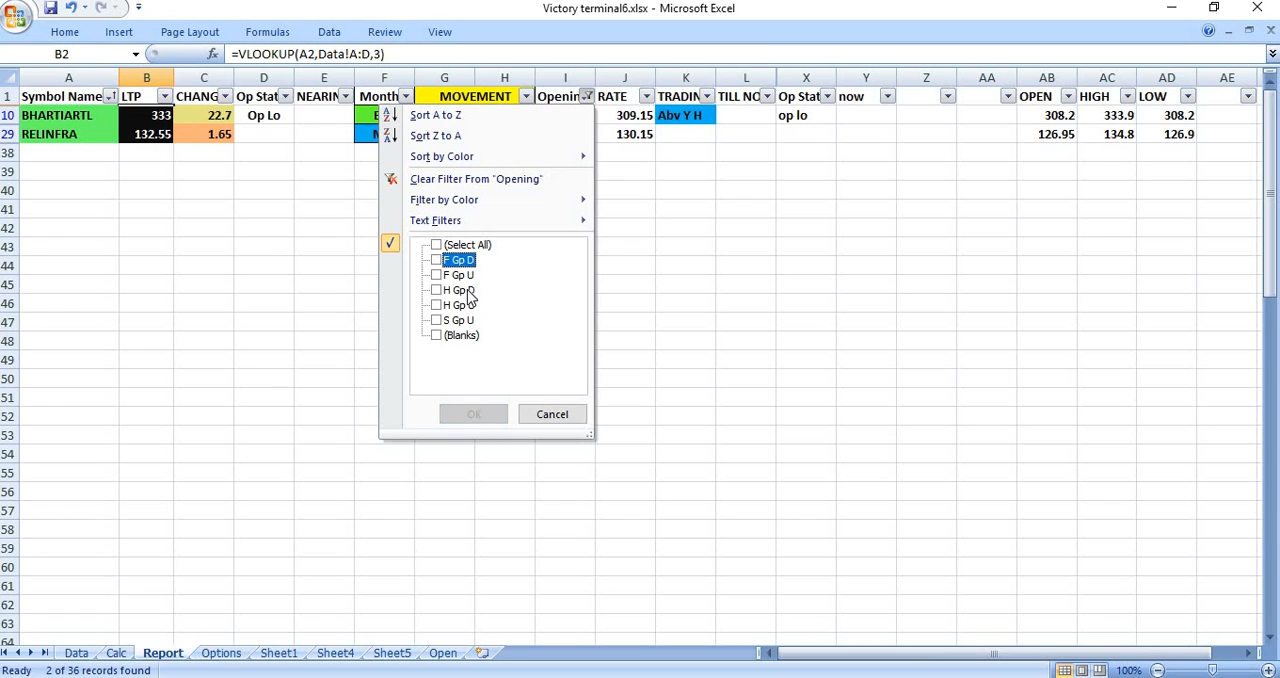 Victory terminal6.xlsx - Microsoft Excel
Home Insert Page Layout Formulas Data Review View
B2 fx =VLOOKUP(A2,Data!A:D,3)
A B C D E F G H I J K L X Y Z AA AB AC AD AE
1 Symbol Name LTP CHANG Op Stat NEARIN Month MOVEMENT Openin RATE TRADIN TILL NO Op Stat now OPEN HIGH LOW
10 BHARTIARTL 333 22.7 Op Lo 309.15 Abv Y H op lo 308.2 333.9 308.2
29 RELINFRA 132.55 1.65 130.15 126.95 134.8 126.9
38
39
40
41
42
43
44
45
46
47
48
49
50
51
52
53
54
55
56
57
58
59
60
61
62
63
64
Sort A to Z
Sort Z to A
Sort by Color
Clear Filter From "Opening"
Filter by Color
Text Filters
(Select All)
F Gp D
F Gp U
H Gp D
H Gp U
S Gp U
(Blanks)
OK Cancel
Data Calc Report Options Sheet1 Sheet4 Sheet5 Open
Ready 2 of 36 records found 100%